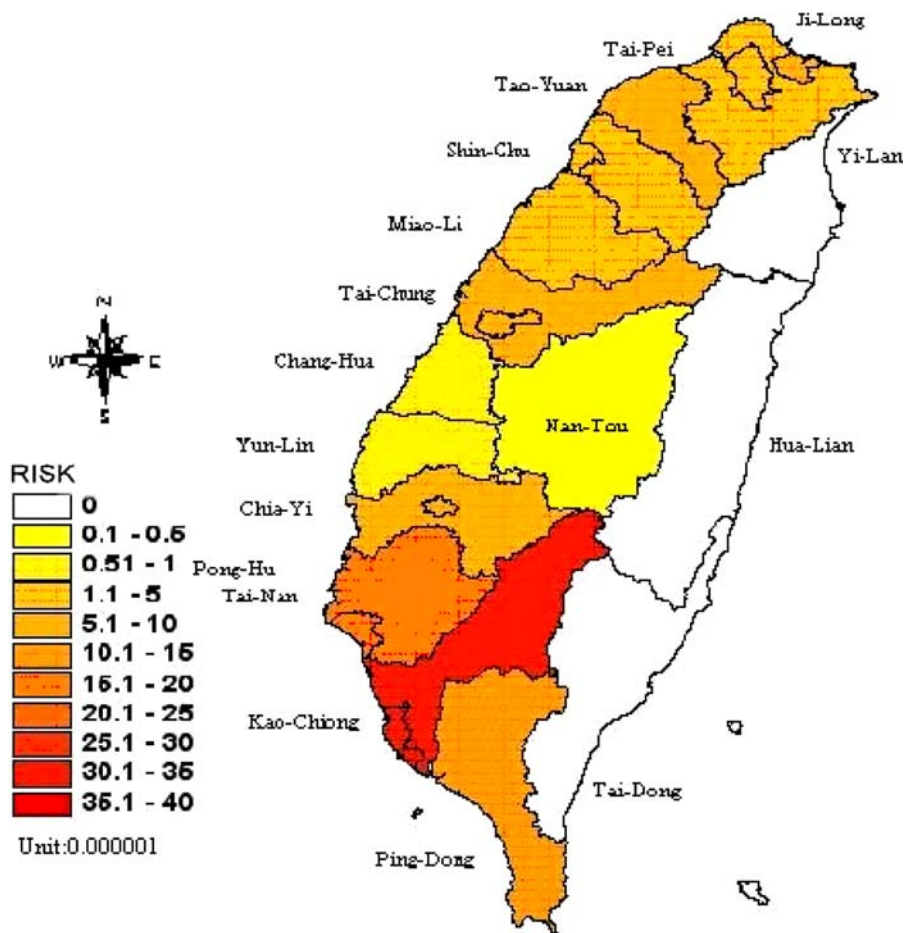 Ji-Long
Tai-Pei
Tao-Yuan
Shin-Chu
Yi-Lan
Miao-Li
Tai-Chung
N
W E
S
Chang-Hua
Nan-Tou
Yun-Lin
Hua-Lian
RISK
0
0.1 - 0.5
Chia-Yi
0.51 - 1
Pong-Hu
1.1 - 5
Tai-Nan
5.1 - 10
10.1 - 15
15.1 - 20
20.1 - 25
Kao-Chiong
25.1 - 30
30.1 - 35
Tai-Dong
35.1 - 40
Unit:0.000001
Ping-Dong